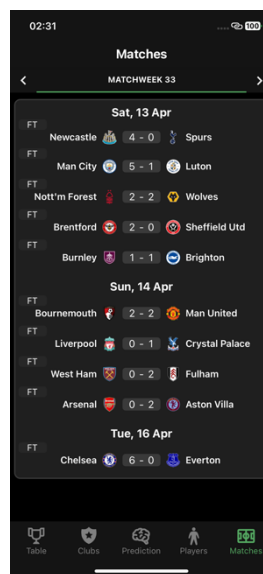 02:31
100
Matches
MATCHWEEK 33
Sat, 13 Apr
FT
Newcastle 4 - 0 Spurs
FT
Man City 5 - 1 Luton
FT
Nott'm Forest 2 - 2 Wolves
FT
Brentford 2 - 0 Sheffield Utd
FT
Burnley 1 - 1 Brighton
Sun, 14 Apr
FT
Bournemouth 2 - 2 Man United
FT
Liverpool 0 - 1 Crystal Palace
FT
West Ham 0 - 2 Fulham
FT
Arsenal 0 - 2 Aston Villa
Tue, 16 Apr
FT
Chelsea 6 - 0 Everton
Table Clubs Prediction Players Matches